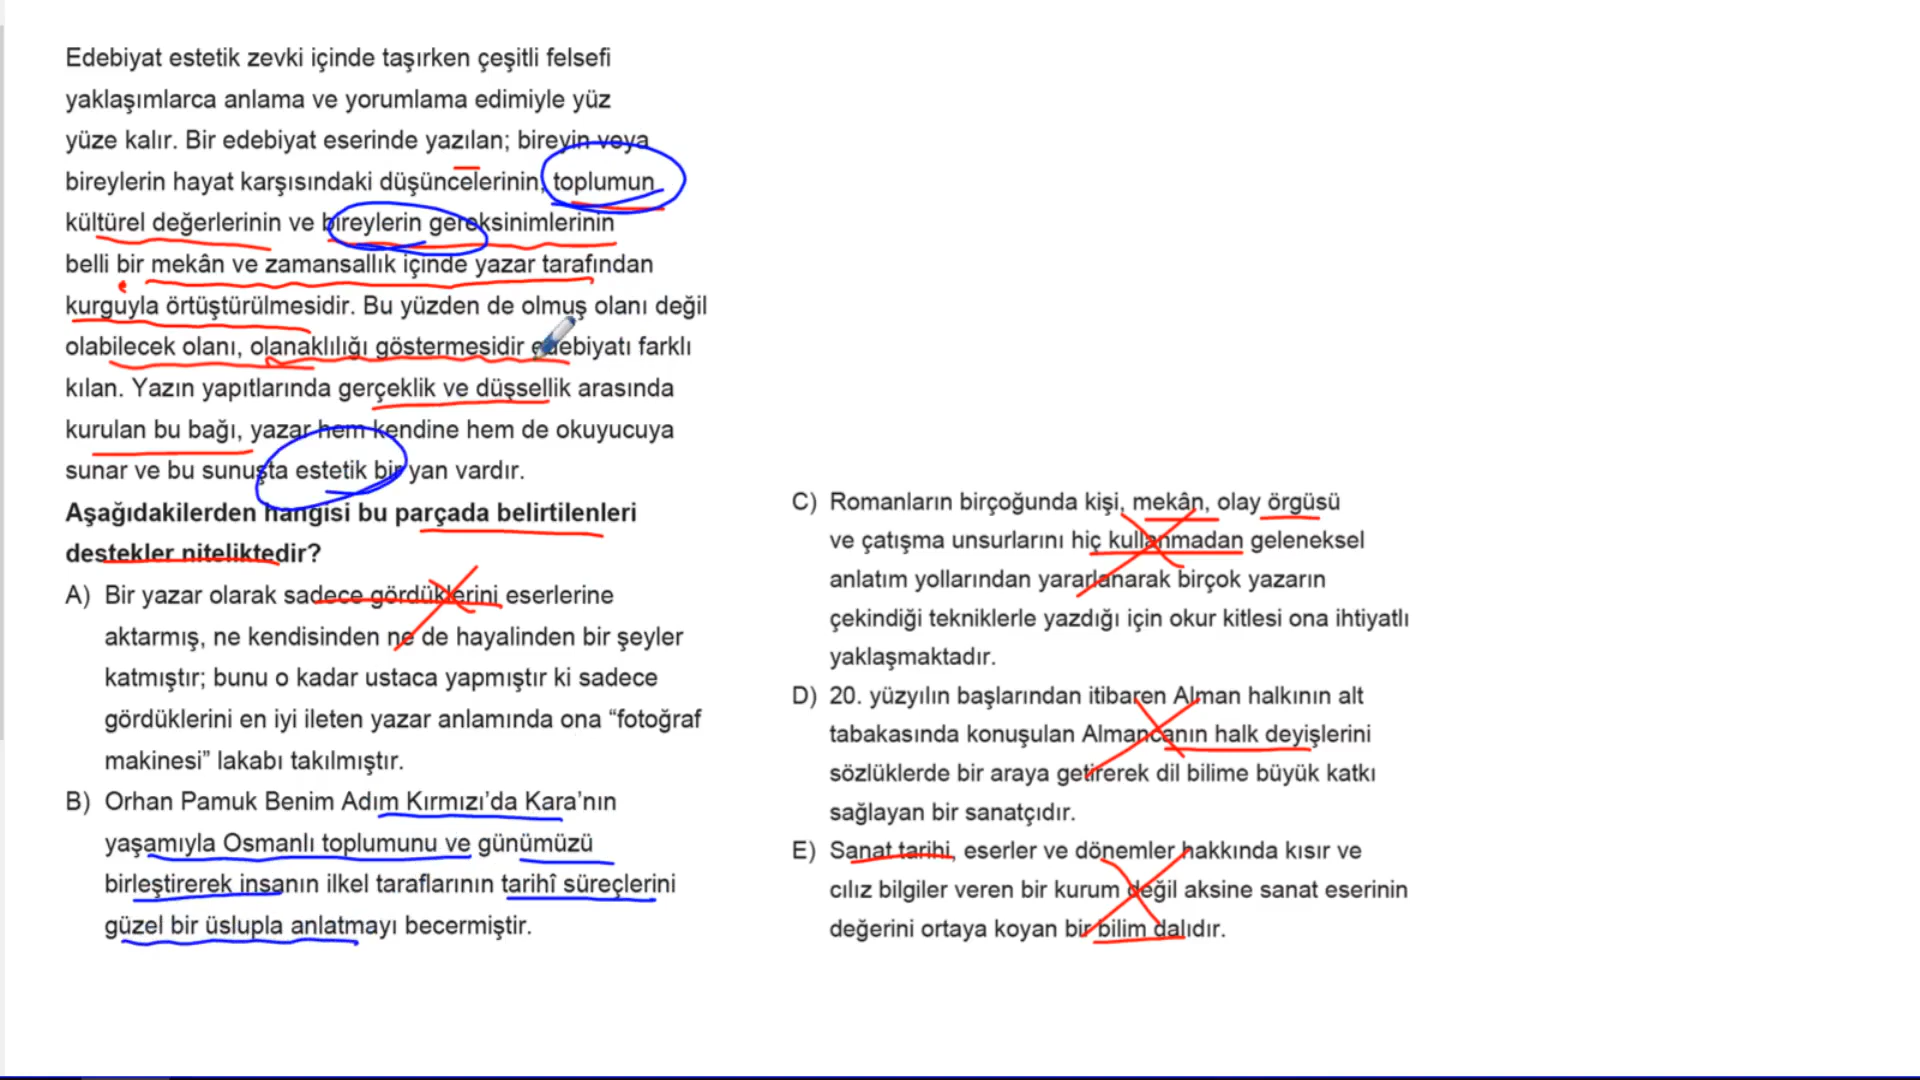 Edebiyat estetik zevki içinde taşırken çeşitli felsefi
yaklaşımlarca anlama ve yorumlama edimiyle yüz
yüze kalır. Bir edebiyat eserinde yazılan; bireyin veya
bireylerin hayat karşısındaki düşüncelerinin, toplumun
kültürel değerlerinin ve bireylerin gereksinimlerinin
belli bir mekân ve zamansallık içinde yazar tarafından
kurguyla örtüştürülmesidir. Bu yüzden de olmuş olanı değil
olabilecek olanı, olanaklılığı göstermesidir edebiyatı farklı
kılan. Yazın yapıtlarında gerçeklik ve düşsellik arasında
kurulan bu bağı, yazar hem kendine hem de okuyucuya
sunar ve bu sunuşta estetik bir yan vardır.
Aşağıdakilerden hangisi bu parçada belirtilenleri
destekler niteliktedir?
A) Bir yazar olarak sadece gördüklerini eserlerine
aktarmış, ne kendisinden ne de hayalinden bir şeyler
katmıştır; bunu o kadar ustaca yapmıştır ki sadece
gördüklerini en iyi ileten yazar anlamında ona “fotoğraf
makinesi” lakabı takılmıştır.
B) Orhan Pamuk Benim Adım Kırmızı’da Kara’nın
yaşamıyla Osmanlı toplumunu ve günümüzü
birleştirerek insanın ilkel taraflarının tarihî süreçlerini
güzel bir üslupla anlatmayı becermiştir.
C) Romanların birçoğunda kişi, mekân, olay örgüsü
ve çatışma unsurlarını hiç kullanmadan geleneksel
anlatım yollarından yararlanarak birçok yazarın
çekindiği tekniklerle yazdığı için okur kitlesi ona ihtiyatlı
yaklaşmaktadır.
D) 20. yüzyılın başlarından itibaren Alman halkının alt
tabakasında konuşulan Almancanın halk deyişlerini
sözlüklerde bir araya getirerek dil bilime büyük katkı
sağlayan bir sanatçıdır.
E) Sanat tarihi, eserler ve dönemler hakkında kısır ve
cılız bilgiler veren bir kurum değil aksine sanat eserinin
değerini ortaya koyan bir bilim dalıdır.